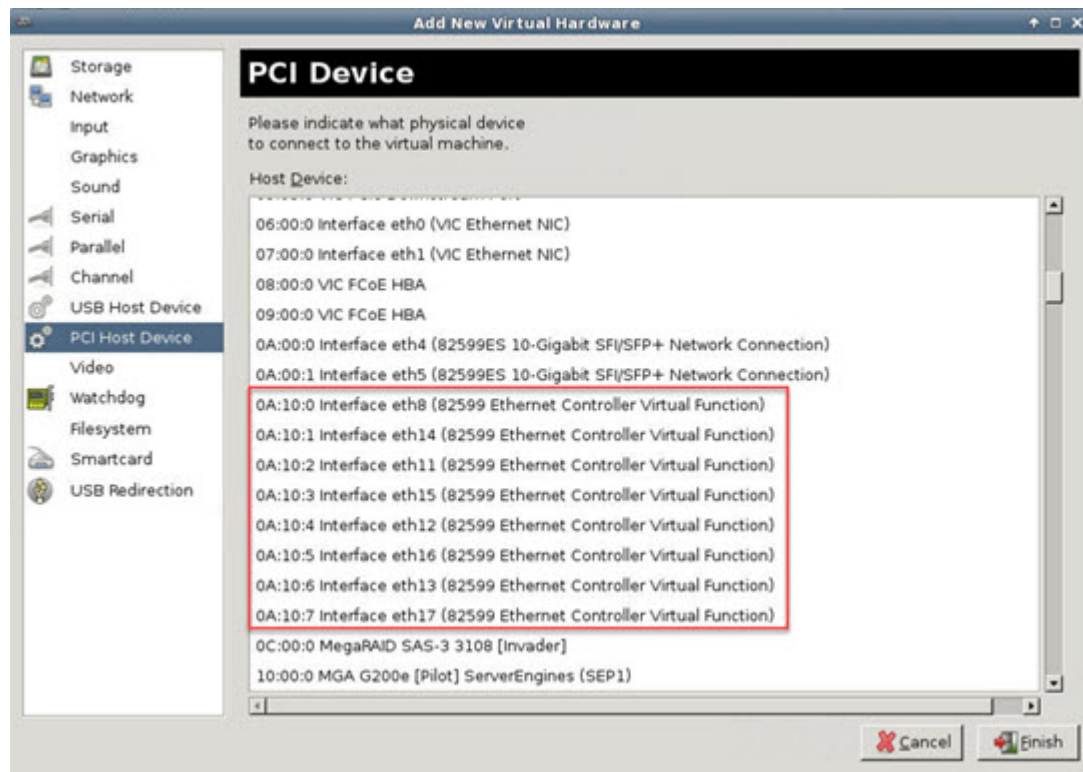 Add New Virtual Hardware
Storage
Network
Input
Graphics
Sound
Serial
Parallel
Channel
USB Host Device
PCI Host Device
Video
Watchdog
Filesystem
Smartcard
USB Redirection
PCI Device
Please indicate what physical device
to connect to the virtual machine.
Host Device:
06:00:0 Interface eth0 (VIC Ethernet NIC)
07:00:0 Interface eth1 (VIC Ethernet NIC)
08:00:0 VIC FCoE HBA
09:00:0 VIC FCoE HBA
0A:00:0 Interface eth4 (82599ES 10-Gigabit SFI/SFP+ Network Connection)
0A:00:1 Interface eth5 (82599ES 10-Gigabit SFI/SFP+ Network Connection)
0A:10:0 Interface eth8 (82599 Ethernet Controller Virtual Function)
0A:10:1 Interface eth14 (82599 Ethernet Controller Virtual Function)
0A:10:2 Interface eth11 (82599 Ethernet Controller Virtual Function)
0A:10:3 Interface eth15 (82599 Ethernet Controller Virtual Function)
0A:10:4 Interface eth12 (82599 Ethernet Controller Virtual Function)
0A:10:5 Interface eth16 (82599 Ethernet Controller Virtual Function)
0A:10:6 Interface eth13 (82599 Ethernet Controller Virtual Function)
0A:10:7 Interface eth17 (82599 Ethernet Controller Virtual Function)
0C:00:0 MegaRAID SAS-3 3108 [Invader]
10:00:0 MGA G200e [Pilot] ServerEngines (SEP1)
Cancel
Finish